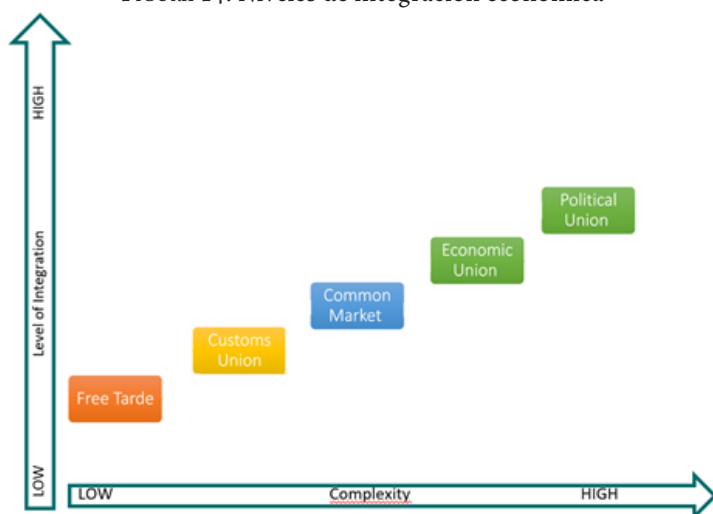 HIGH
Level of Integration
LOW
Political
Union
Economic
Union
Common
Market
Customs
Union
Free Tarde
LOW
Complexity
HIGH